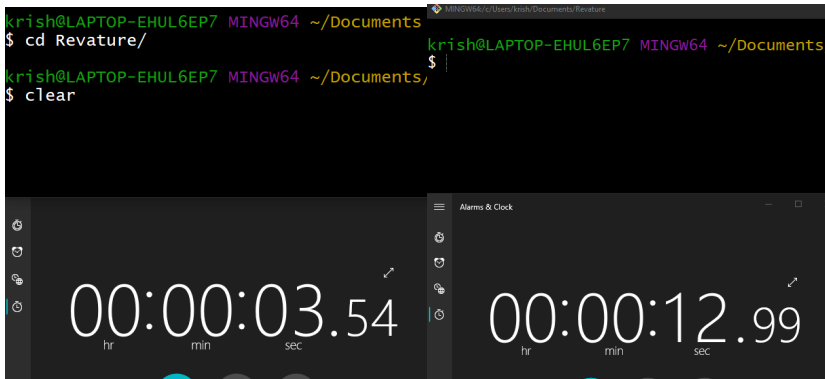 krish@LAPTOP-EHUL6EP7 MINGW64 ~/Documents
$ cd Revature/
krish@LAPTOP-EHUL6EP7 MINGW64 ~/Documents/
$ clear
00:00:03.54
hr min sec
MINGW64:/c/Users/krish/Documents/Revature
krish@LAPTOP-EHUL6EP7 MINGW64 ~/Documents
$
Alarms & Clock
00:00:12.99
hr min sec